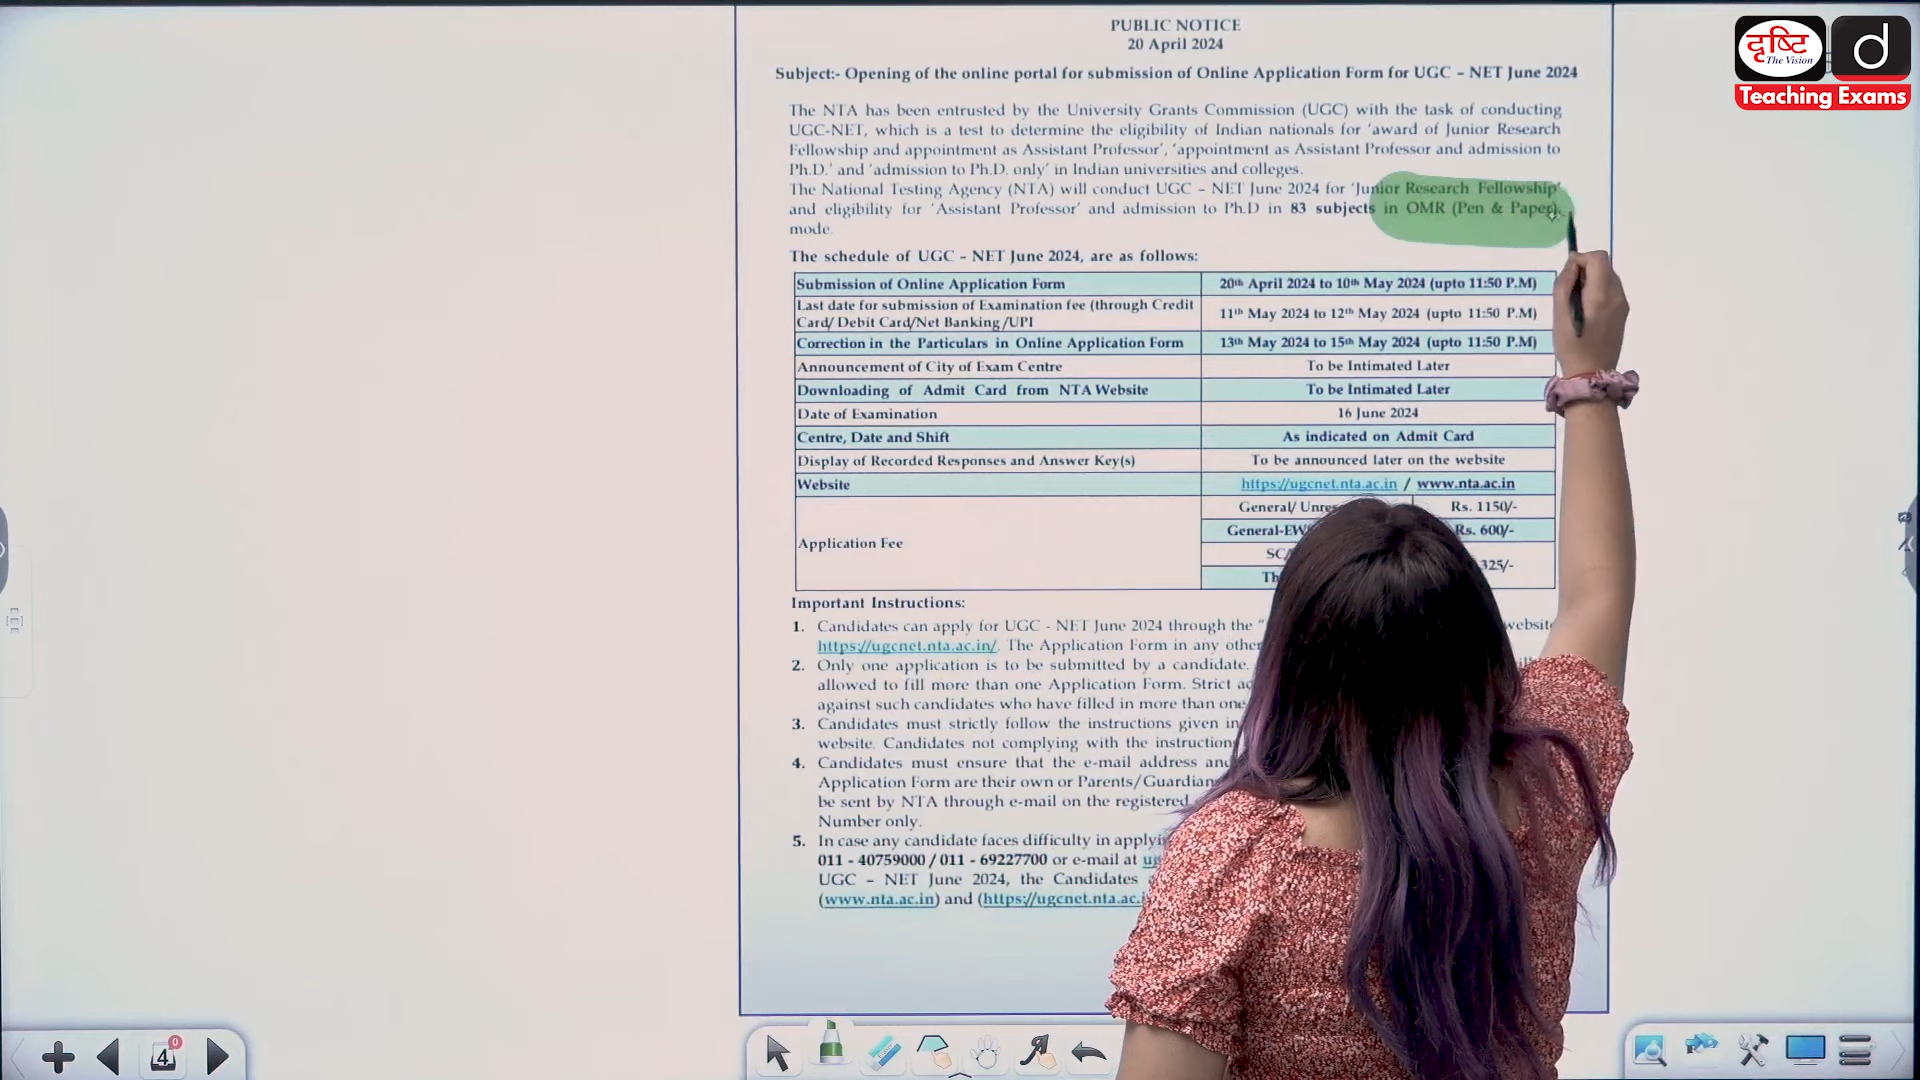 PUBLIC NOTICE
20 April 2024
Subject:- Opening of the online portal for submission of Online Application Form for UGC – NET June 2024
The NTA has been entrusted by the University Grants Commission (UGC) with the task of conducting
UGC-NET, which is a test to determine the eligibility of Indian nationals for 'award of Junior Research
Fellowship and appointment as Assistant Professor', 'appointment as Assistant Professor and admission to
Ph.D.' and 'admission to Ph.D. only' in Indian universities and colleges.
The National Testing Agency (NTA) will conduct UGC – NET June 2024 for 'Junior Research Fellowship'
and eligibility for 'Assistant Professor' and admission to Ph.D in 83 subjects in OMR (Pen & Paper)
mode.
The schedule of UGC – NET June 2024, are as follows:
Submission of Online Application Form 20th April 2024 to 10th May 2024 (upto 11:50 P.M)
Last date for submission of Examination fee (through Credit
Card/ Debit Card/Net Banking /UPI 11th May 2024 to 12th May 2024 (upto 11:50 P.M)
Correction in the Particulars in Online Application Form 13th May 2024 to 15th May 2024 (upto 11:50 P.M)
Announcement of City of Exam Centre To be Intimated Later
Downloading of Admit Card from NTA Website To be Intimated Later
Date of Examination 16 June 2024
Centre, Date and Shift As indicated on Admit Card
Display of Recorded Responses and Answer Key(s) To be announced later on the website
Website https://ugcnet.nta.ac.in / www.nta.ac.in
Application Fee
General/ Rs. 1150/-
Rs. 600/-
325/-
Important Instructions:
1. Candidates can apply for UGC - NET June 2024 through the " website
https://ugcnet.nta.ac.in/. The Application Form in any other
2. Only one application is to be submitted by a candidate.
allowed to fill more than one Application Form. Strict
against such candidates who have filled in more than one
3. Candidates must strictly follow the instructions given in
website. Candidates not complying with the
4. Candidates must ensure that the e-mail address and
Application Form are their own or
be sent by NTA through e-mail on the registered
Number only.
5. In case any candidate faces difficulty in
011 - 40759000 / 011 - 69227700 or e-mail at
UGC – NET June 2024, the Candidates
(www.nta.ac.in) and
दृष्टि
The Vision
d
Teaching Exams
4
0